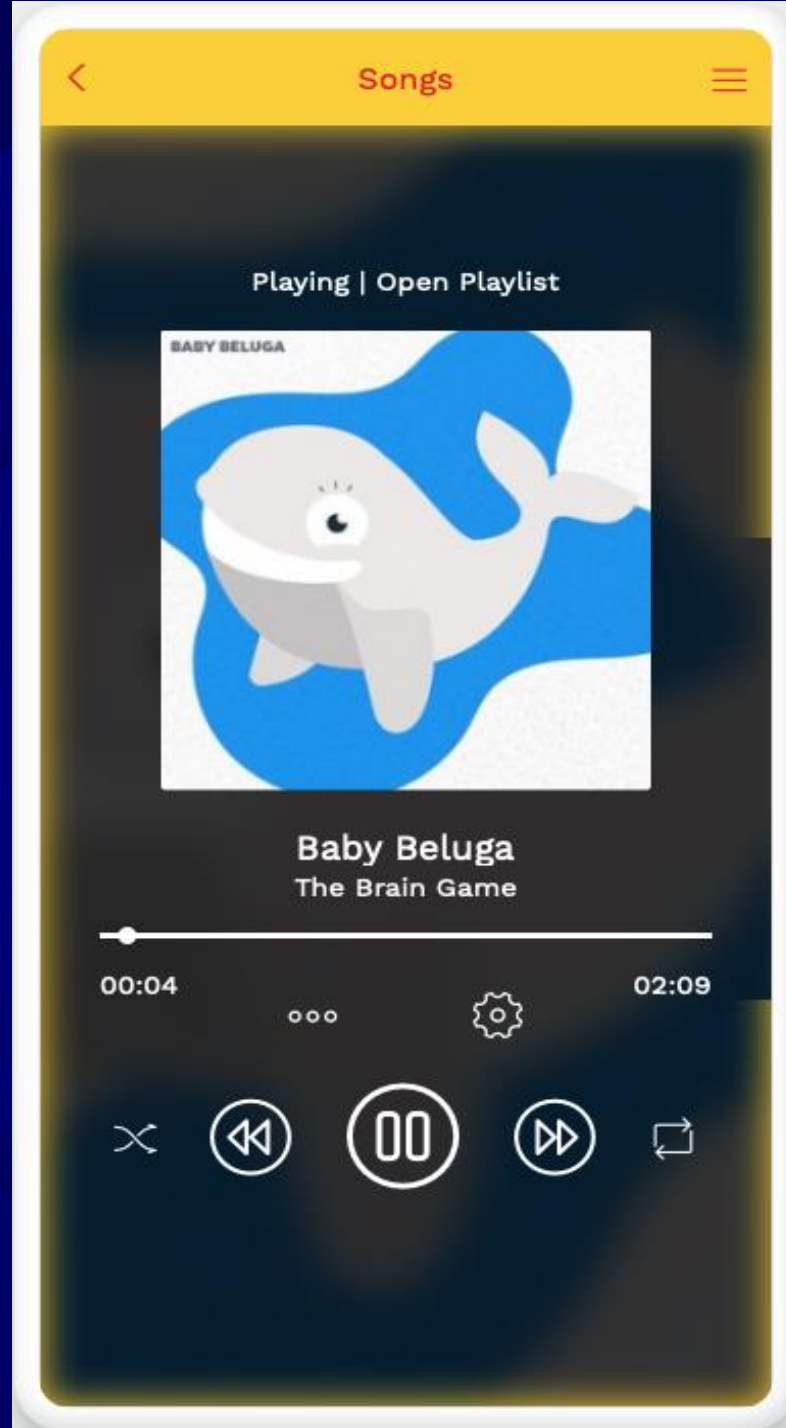 Songs
Playing | Open Playlist
BABY BELUGA
Baby Beluga
The Brain Game
00:04 02:09